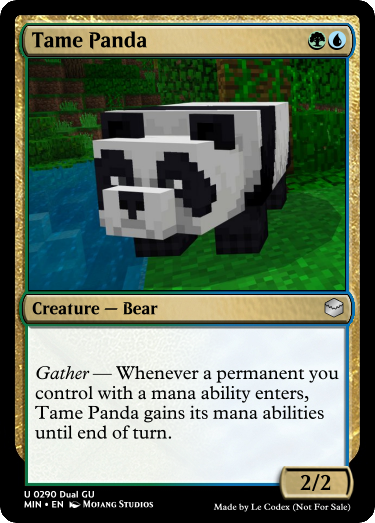 Tame Panda
Creature — Bear
Gather — Whenever a permanent you
control with a mana ability enters,
Tame Panda gains its mana abilities
until end of turn.
2/2
U 0290 Dual GU
MIN • EN Mojang Studios
Made by Le Codex (Not For Sale)